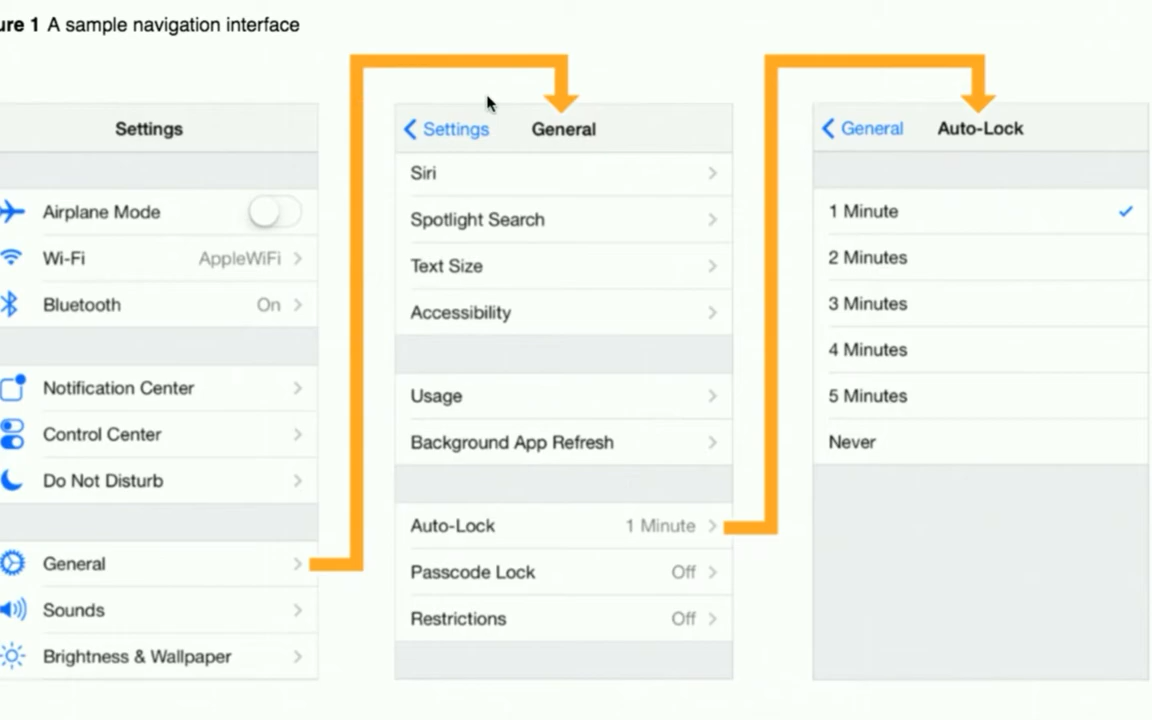 ure 1 A sample navigation interface
Settings
Airplane Mode
Wi-Fi AppleWiFi
Bluetooth On
Notification Center
Control Center
Do Not Disturb
General
Sounds
Brightness & Wallpaper
Settings General
Siri
Spotlight Search
Text Size
Accessibility
Usage
Background App Refresh
Auto-Lock 1 Minute
Passcode Lock Off
Restrictions Off
General Auto-Lock
1 Minute
2 Minutes
3 Minutes
4 Minutes
5 Minutes
Never